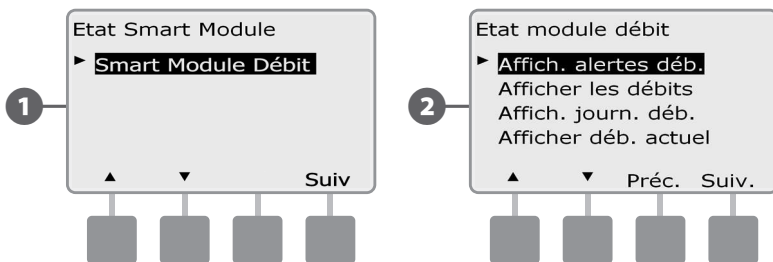 1
Etat Smart Module
► Smart Module Débit
▲ ▼ Suiv
2
Etat module débit
► Affich. alertes déb.
Afficher les débits
Affich. journ. déb.
Afficher déb. actuel
▲ ▼ Préc. Suiv.